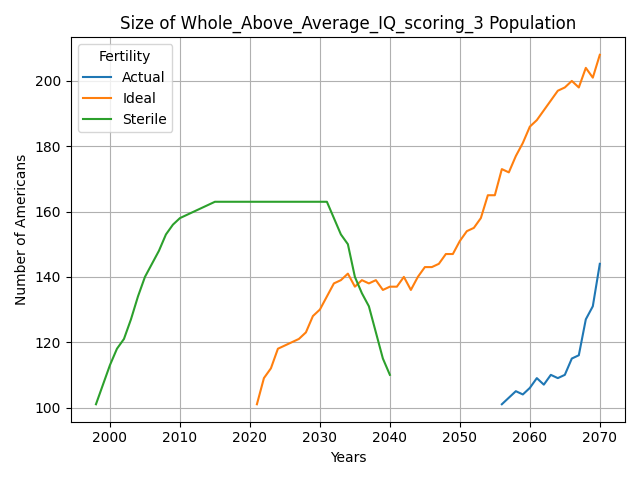 Size of Whole_Above_Average_IQ_scoring_3 Population
Fertility
Actual
Ideal
Sterile
Number of Americans
200
180
160
140
120
100
2000
2010
2020
2030
2040
2050
2060
2070
Years